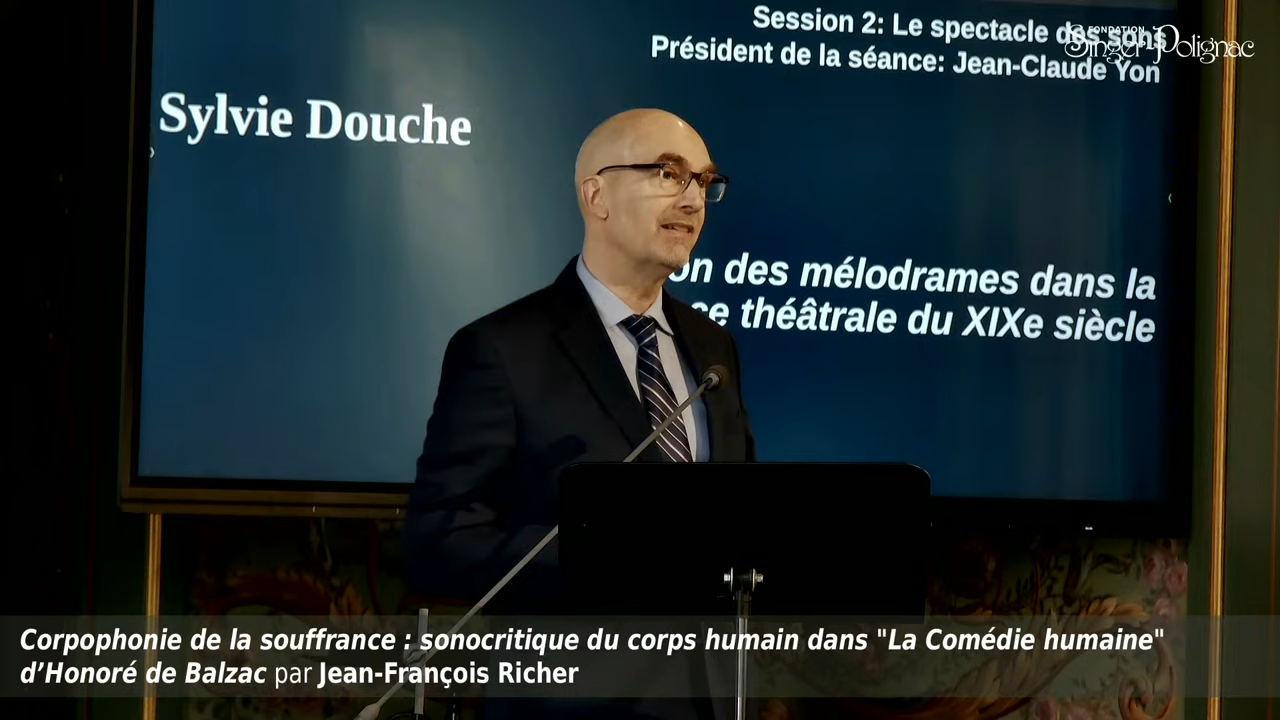 Session 2: Le spectacle des sons
Président de la séance: Jean-Claude Yon
FONDATION
Singer-Polignac
Sylvie Douche
on des mélodrames dans la
ce théâtrale du XIXe siècle
Corpophonie de la souffrance : sonocritique du corps humain dans "La Comédie humaine"
d’Honoré de Balzac par Jean-François Richer